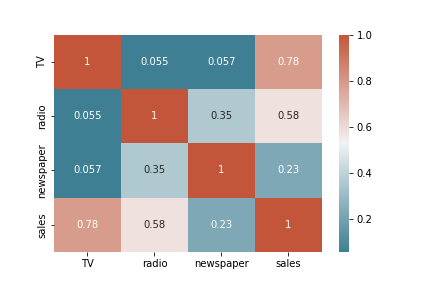 TV 1 0.055 0.057 0.78
radio 0.055 1 0.35 0.58
newspaper 0.057 0.35 1 0.23
sales 0.78 0.58 0.23 1
TV radio newspaper sales
1.0
0.8
0.6
0.4
0.2